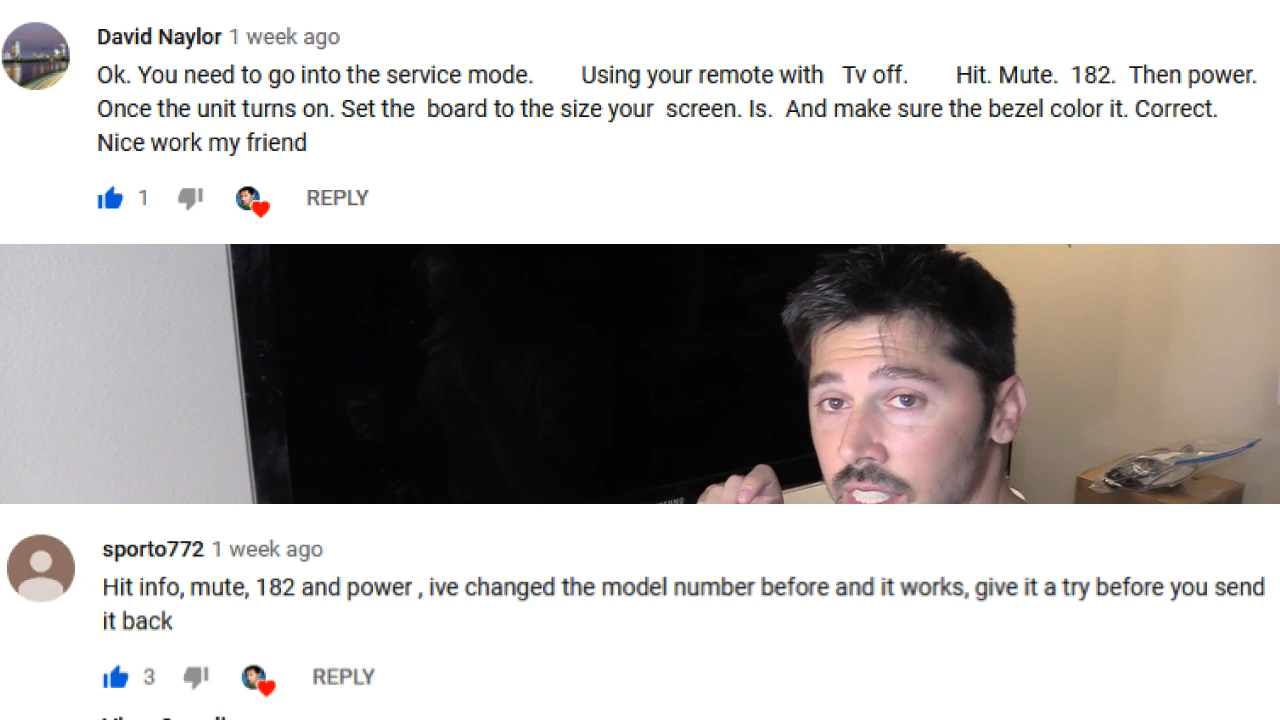 David Naylor 1 week ago
Ok. You need to go into the service mode. Using your remote with Tv off. Hit. Mute. 182. Then power.
Once the unit turns on. Set the board to the size your screen. Is. And make sure the bezel color it. Correct.
Nice work my friend
1 REPLY
sporto772 1 week ago
Hit info, mute, 182 and power , ive changed the model number before and it works, give it a try before you send
it back
3 REPLY